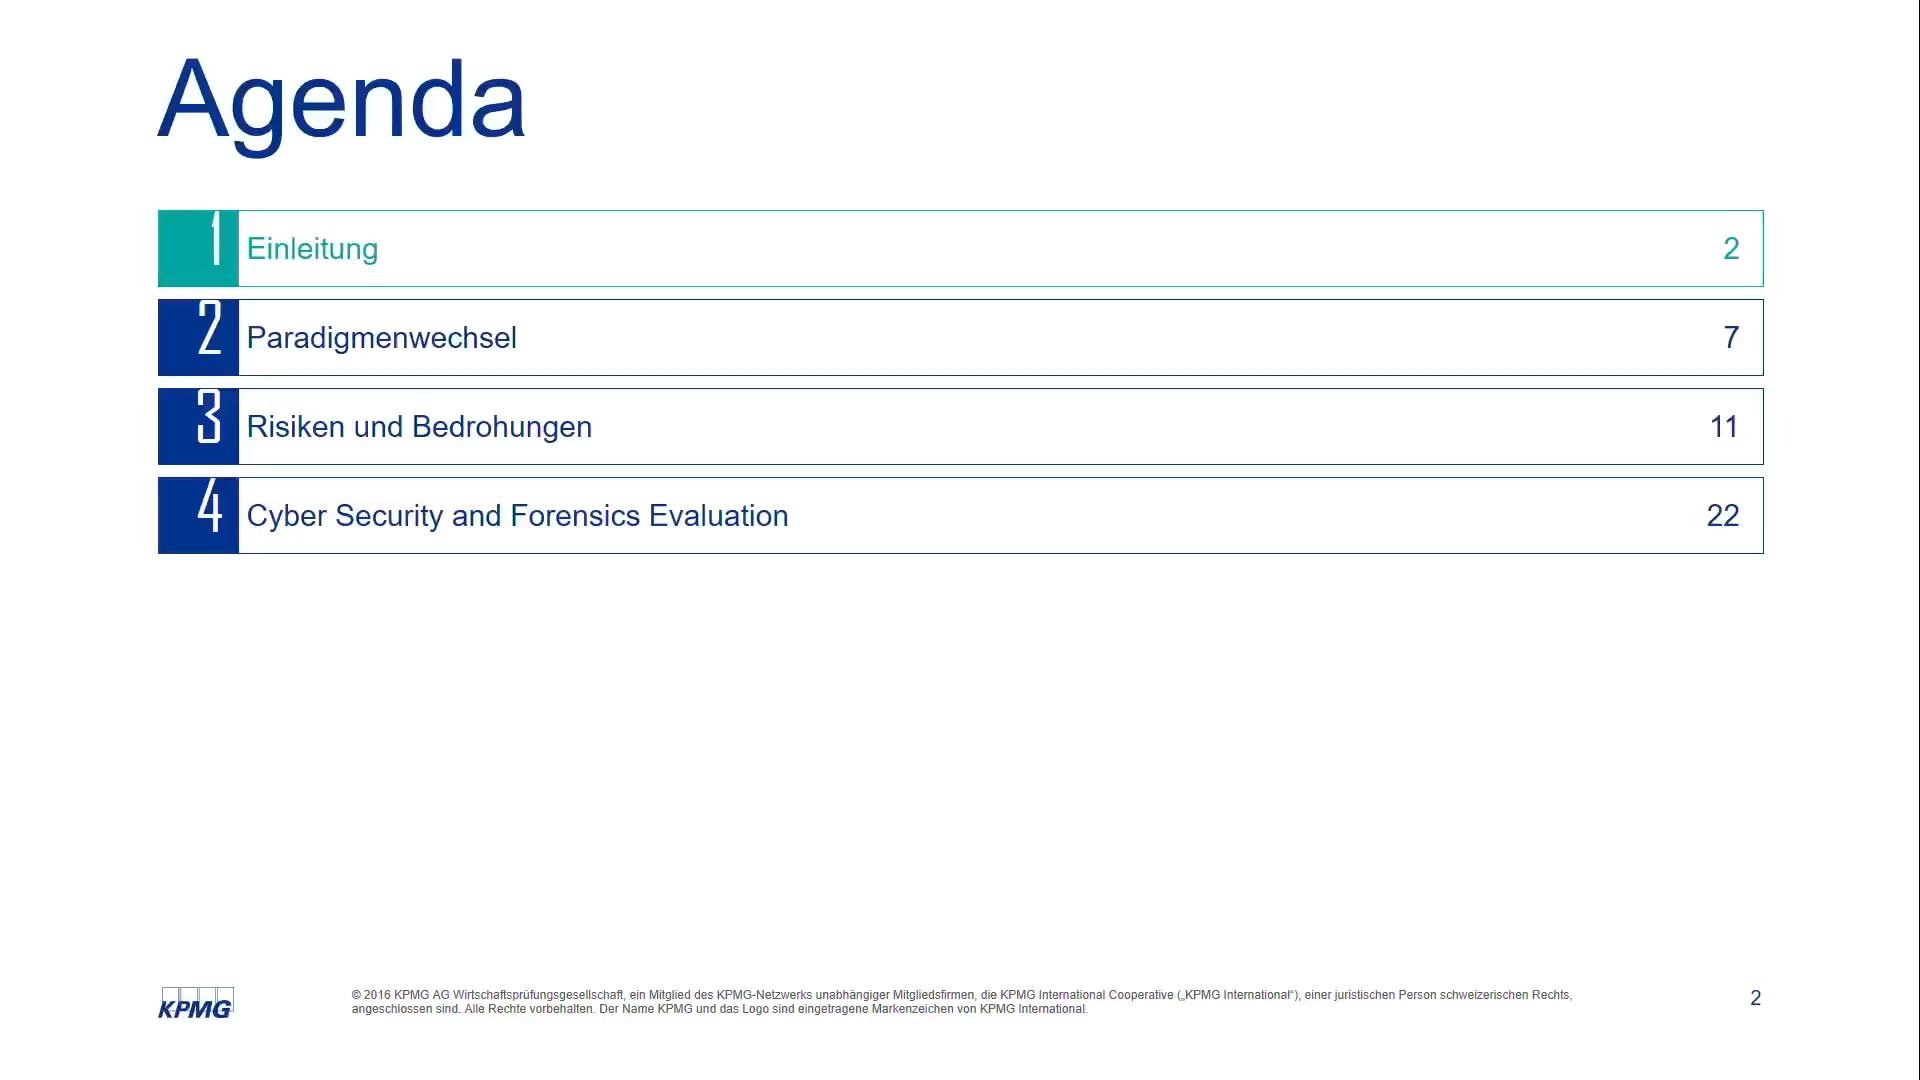 Agenda
1 Einleitung 2
2 Paradigmenwechsel 7
3 Risiken und Bedrohungen 11
4 Cyber Security and Forensics Evaluation 22
KPMG
© 2016 KPMG AG Wirtschaftsprüfungsgesellschaft, ein Mitglied des KPMG-Netzwerks unabhängiger Mitgliedsfirmen, die KPMG International Cooperative („KPMG International“), einer juristischen Person schweizerischen Rechts,
angeschlossen sind. Alle Rechte vorbehalten. Der Name KPMG und das Logo sind eingetragene Markenzeichen von KPMG International.
2